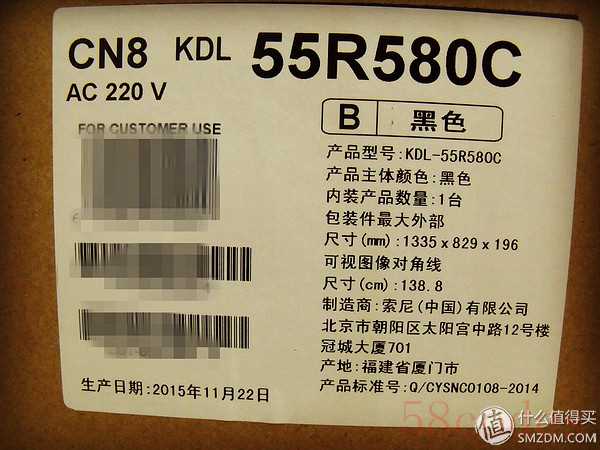 CN8 KDL 55R580C
AC 220 V
FOR CUSTOMER USE
B 黑色
产品型号:KDL-55R580C
产品主体颜色:黑色
内装产品数量:1台
包装件最大外部
尺寸(mm):1335 x 829 x 196
可视图像对角线
尺寸(cm):138.8
制造商:索尼(中国)有限公司
北京市朝阳区太阳宫中路12号楼
冠城大厦701
产地:福建省厦门市
产品标准号:Q/CYSNC0108-2014
生产日期:2015年11月22日
值 什么值得买
SMZDM.COM